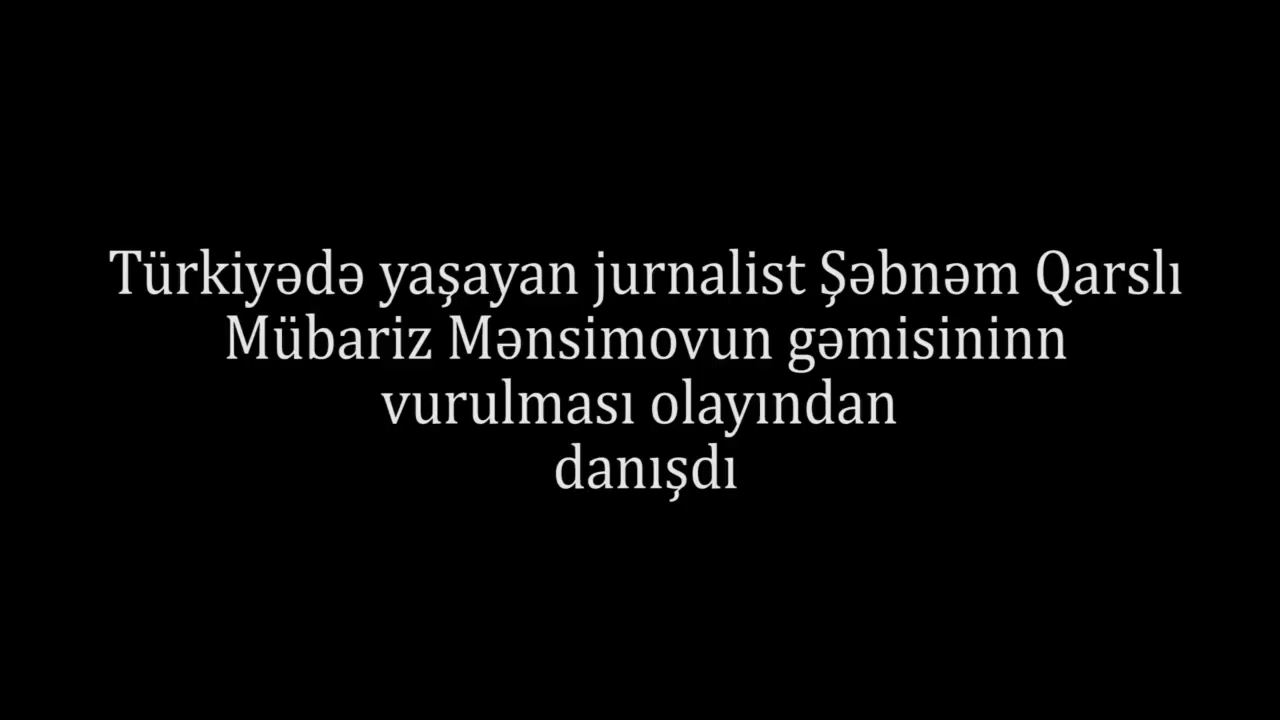 Türkiyədə yaşayan jurnalist Şəbnəm Qarslı
Mübariz Mənsimovun gəmisininn
vurulması olayından
danışdı